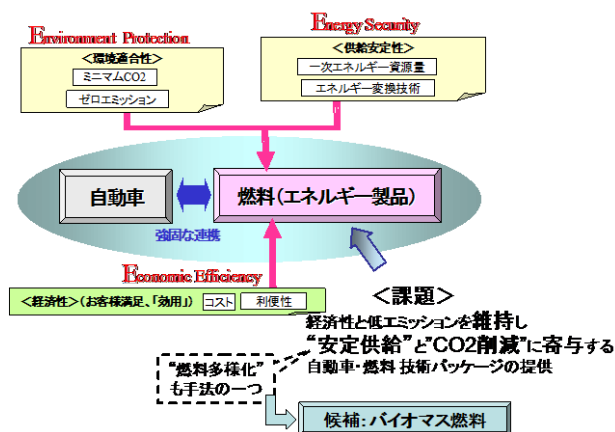 Environment Protection
<環境適合性>
ミニマムCO2
ゼロエミッション
Energy Security
<供給安定性>
一次エネルギー資源量
エネルギー変換技術
自動車
燃料(エネルギー製品)
強固な連携
Economic Efficiency
<経済性>(お客様満足、「効用」) コスト 利便性
<課題>
経済性と低エミッションを維持し
“安定供給”と“CO2削減”に寄与する
自動車・燃料 技術パッケージの提供
“燃料多様化”
も手法の一つ
候補:バイオマス燃料